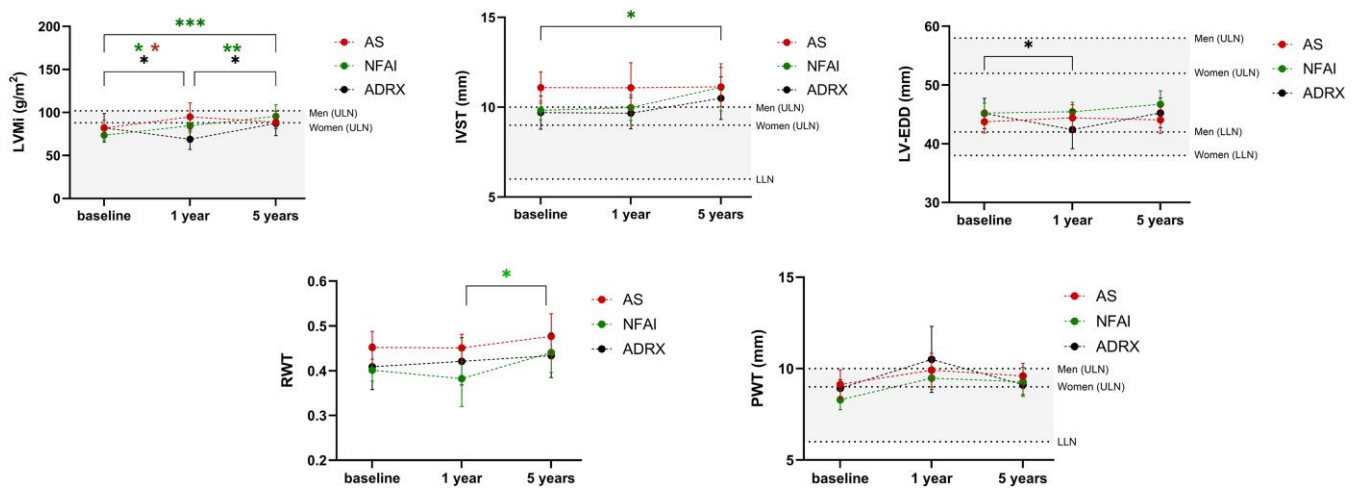 LVMi (g/m²)
150
100
50
0
***
* * **
* *
Men (ULN)
Women (ULN)
baseline 1 year 5 years
AS
NFAI
ADRX
IVST (mm)
15
10
5
*
Men (ULN)
Women (ULN)
LLN
baseline 1 year 5 years
AS
NFAI
ADRX
LV-EDD (mm)
60
50
40
30
*
Men (ULN)
Women (ULN)
Men (LLN)
Women (LLN)
baseline 1 year 5 years
AS
NFAI
ADRX
RWT
0.6
0.5
0.4
0.3
0.2
*
baseline 1 year 5 years
AS
NFAI
ADRX
PWT (mm)
15
10
5
Men (ULN)
Women (ULN)
LLN
baseline 1 year 5 years
AS
NFAI
ADRX